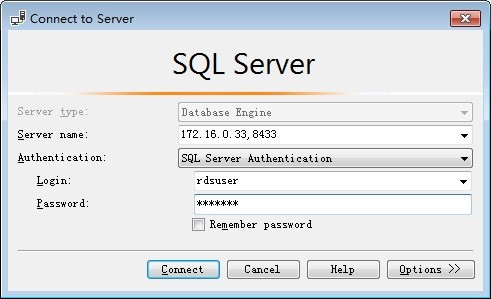 Connect to Server
SQL Server
Server type: Database Engine
Server name: 172.16.0.33,8433
Authentication: SQL Server Authentication
Login: rdsuser
Password: *******
Remember password
Connect Cancel Help Options >>